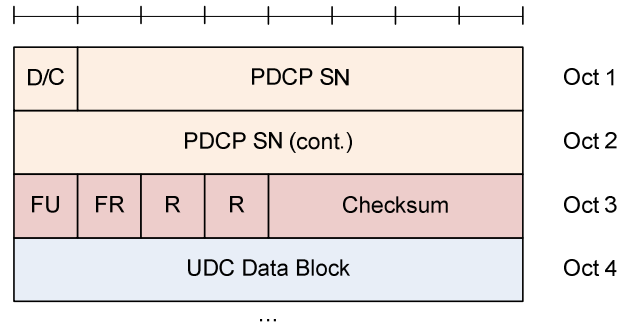 D/C PDCP SN Oct 1
PDCP SN (cont.) Oct 2
FU FR R R Checksum Oct 3
UDC Data Block Oct 4
...